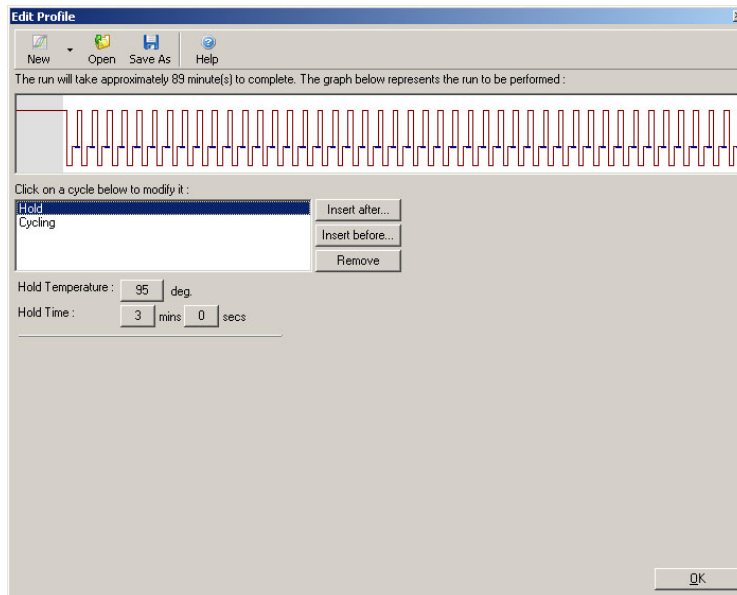 Edit Profile
New Open Save As Help
The run will take approximately 89 minute(s) to complete. The graph below represents the run to be performed :
Click on a cycle below to modify it :
Hold
Cycling
Insert after...
Insert before...
Remove
Hold Temperature : 95 deg.
Hold Time : 3 mins 0 secs
OK